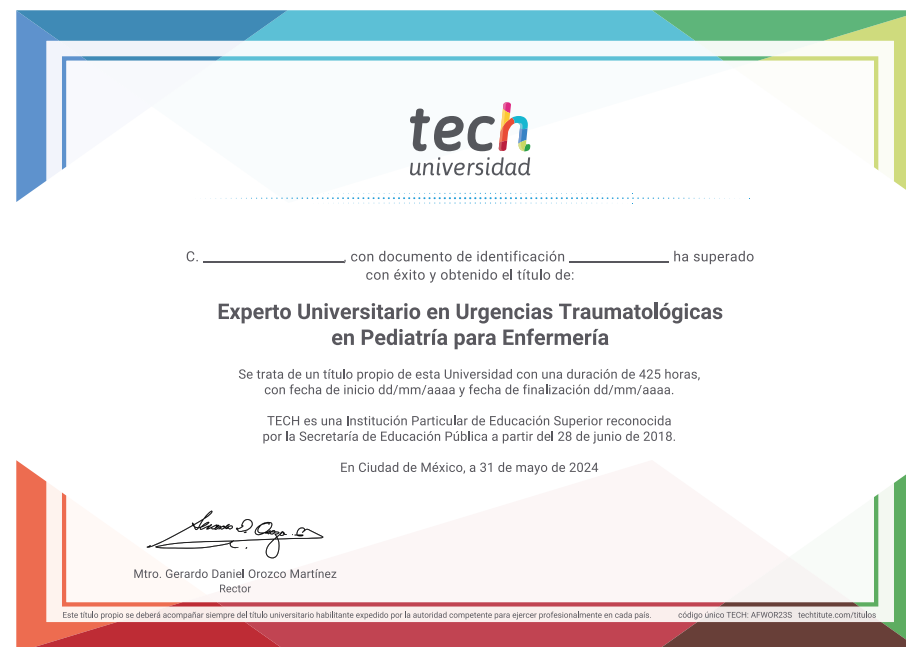 tech
universidad
C. ____________________, con documento de identificación ______________ ha superado
con éxito y obtenido el título de:
Experto Universitario en Urgencias Traumatológicas
en Pediatría para Enfermería
Se trata de un título propio de esta Universidad con una duración de 425 horas,
con fecha de inicio dd/mm/aaaa y fecha de finalización dd/mm/aaaa.
TECH es una Institución Particular de Educación Superior reconocida
por la Secretaría de Educación Pública a partir del 28 de junio de 2018.
En Ciudad de México, a 31 de mayo de 2024
Mtro. Gerardo Daniel Orozco Martínez
Rector
Este título propio se deberá acompañar siempre del título universitario habilitante expedido por la autoridad competente para ejercer profesionalmente en cada país. código único TECH: AFWOR23S techtitute.com/titulos